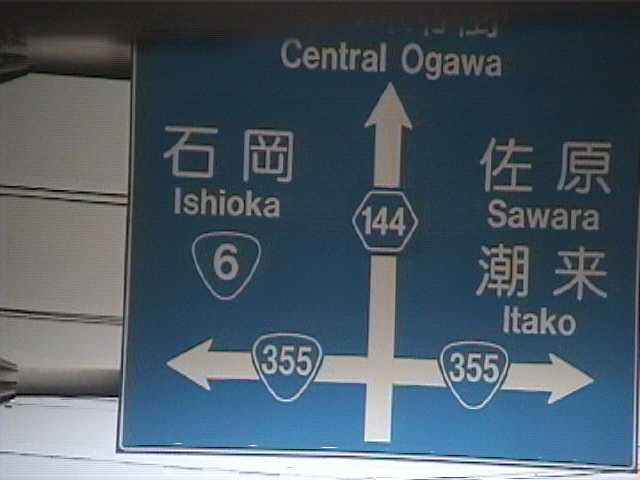 Central Ogawa
石岡
Ishioka
6
144
佐原
Sawara
潮来
Itako
355
355